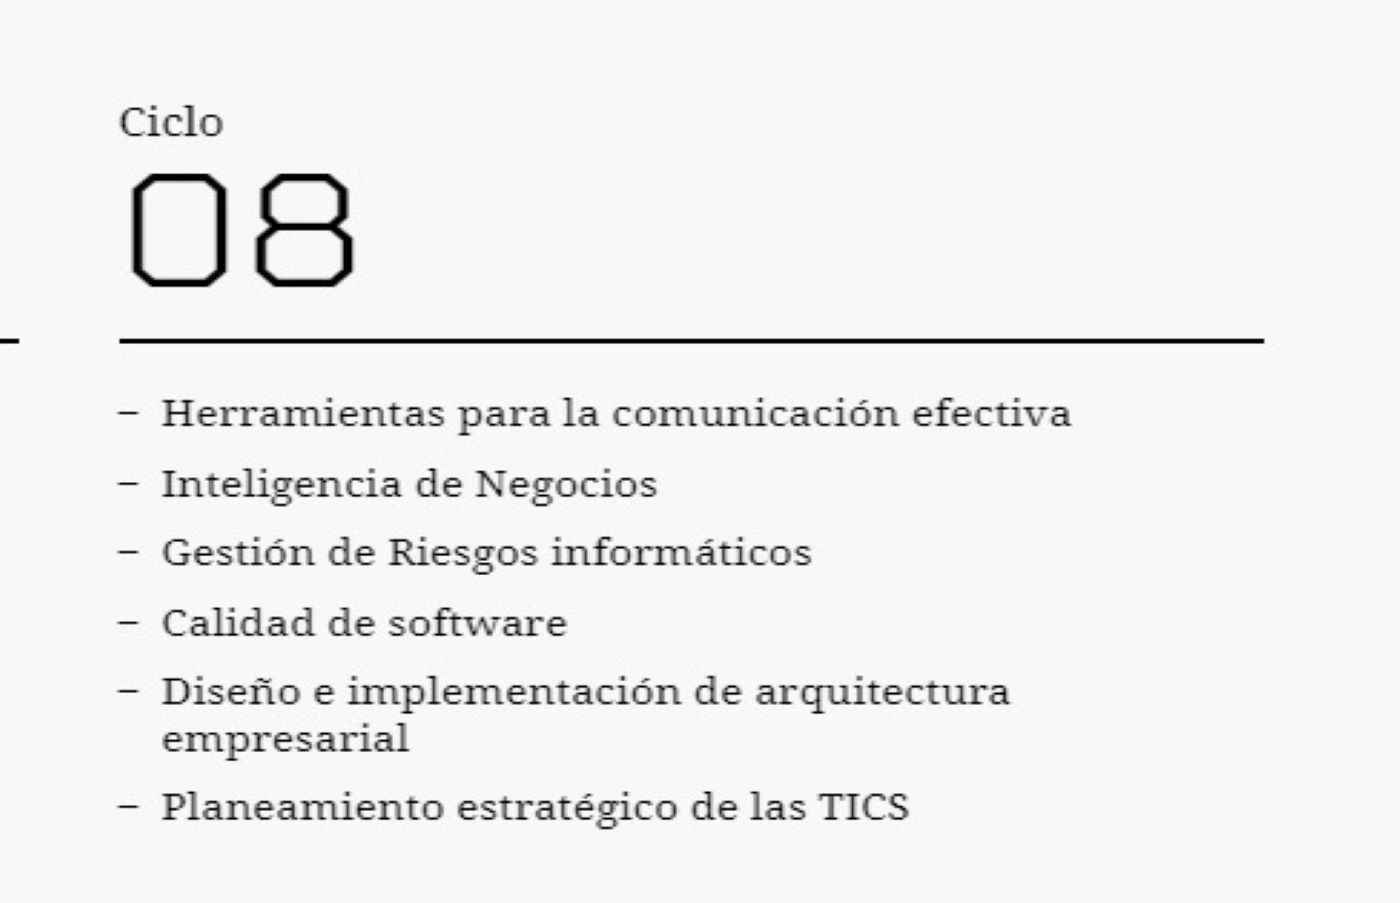 Ciclo
08
– Herramientas para la comunicación efectiva
– Inteligencia de Negocios
– Gestión de Riesgos informáticos
– Calidad de software
– Diseño e implementación de arquitectura
empresarial
– Planeamiento estratégico de las TICS